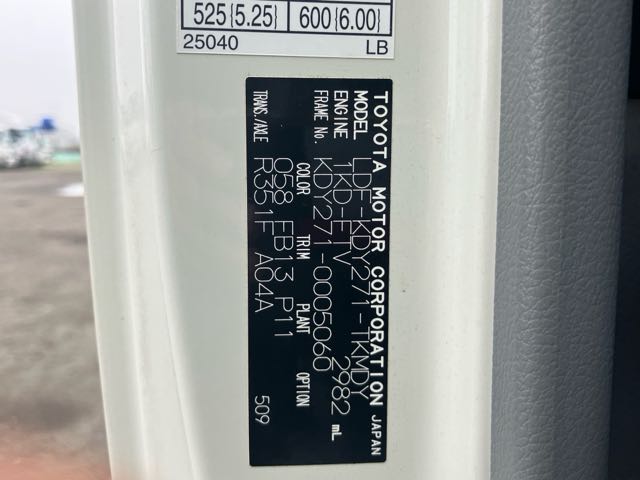 525{5.25} 600{6.00}
25040 LB
TOYOTA MOTOR CORPORATION JAPAN
MODEL LDF-KDY271-TKMDY
ENGINE 1KD-FTV 2982 mL
FRAME No. KDY271-0005060
COLOR TRIM PLANT OPTION
058 FB13 P11
TRANS./AXLE R351F A04A
509